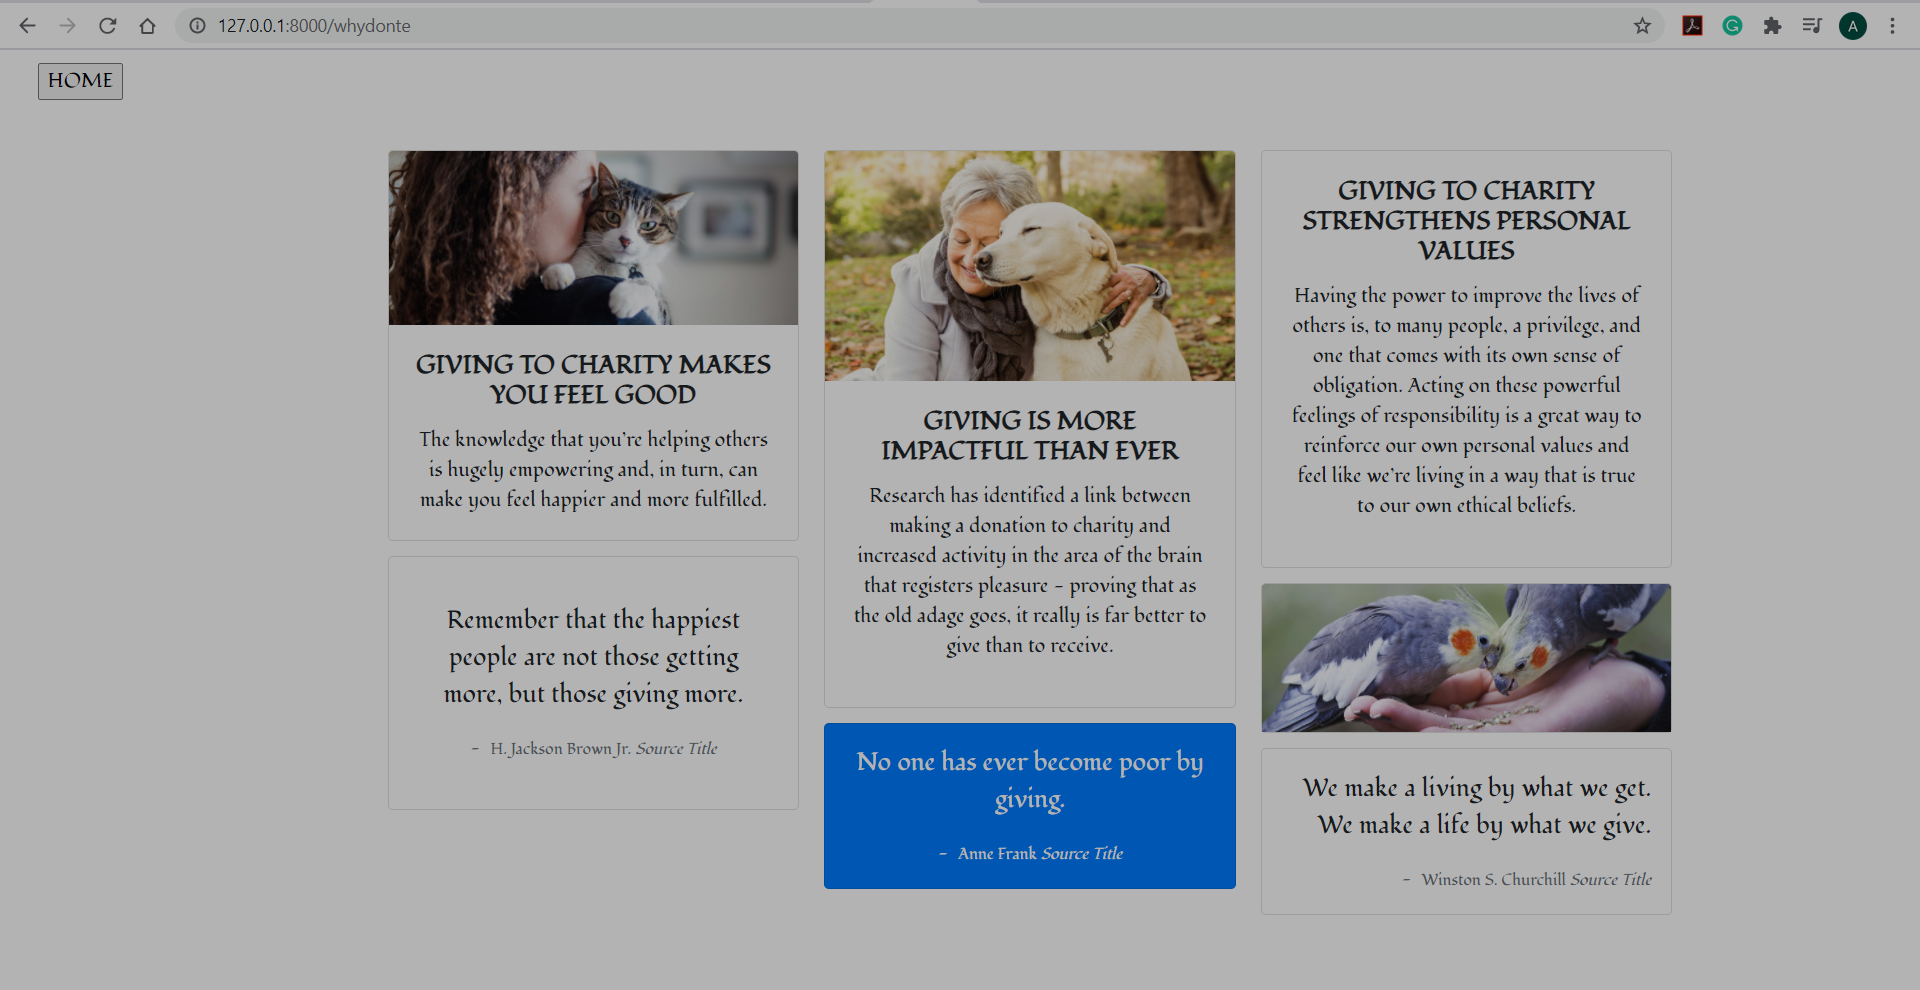 127.0.0.1:8000/whydonte
A
HOME
GIVING TO CHARITY MAKES
YOU FEEL GOOD
The knowledge that you're helping others
is hugely empowering and, in turn, can
make you feel happier and more fulfilled.
Remember that the happiest
people are not those getting
more, but those giving more.
- H. Jackson Brown Jr. Source Title
GIVING IS MORE
IMPACTFUL THAN EVER
Research has identified a link between
making a donation to charity and
increased activity in the area of the brain
that registers pleasure – proving that as
the old adage goes, it really is far better to
give than to receive.
No one has ever become poor by
giving.
- Anne Frank Source Title
GIVING TO CHARITY
STRENGTHENS PERSONAL
VALUES
Having the power to improve the lives of
others is, to many people, a privilege, and
one that comes with its own sense of
obligation. Acting on these powerful
feelings of responsibility is a great way to
reinforce our own personal values and
feel like we're living in a way that is true
to our own ethical beliefs.
We make a living by what we get.
We make a life by what we give.
- Winston S. Churchill Source Title